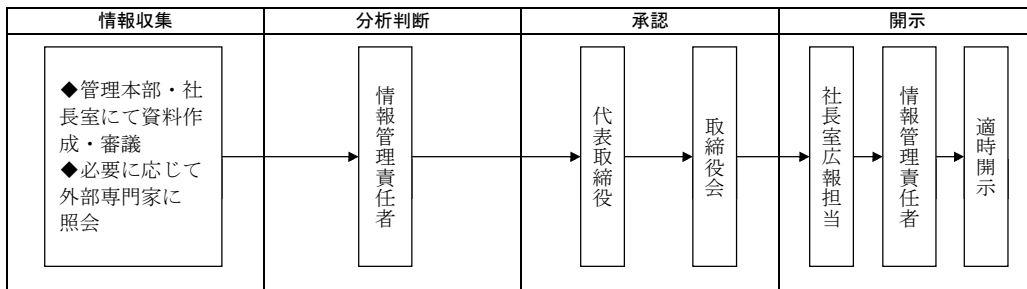 情報収集
分析判断
承認
開示
◆管理本部・社
長室にて資料作
成・審議
◆必要に応じて
外部専門家に
照会
情報管理責任者
代表取締役
取締役会
社長室広報担当
情報管理責任者
適時開示